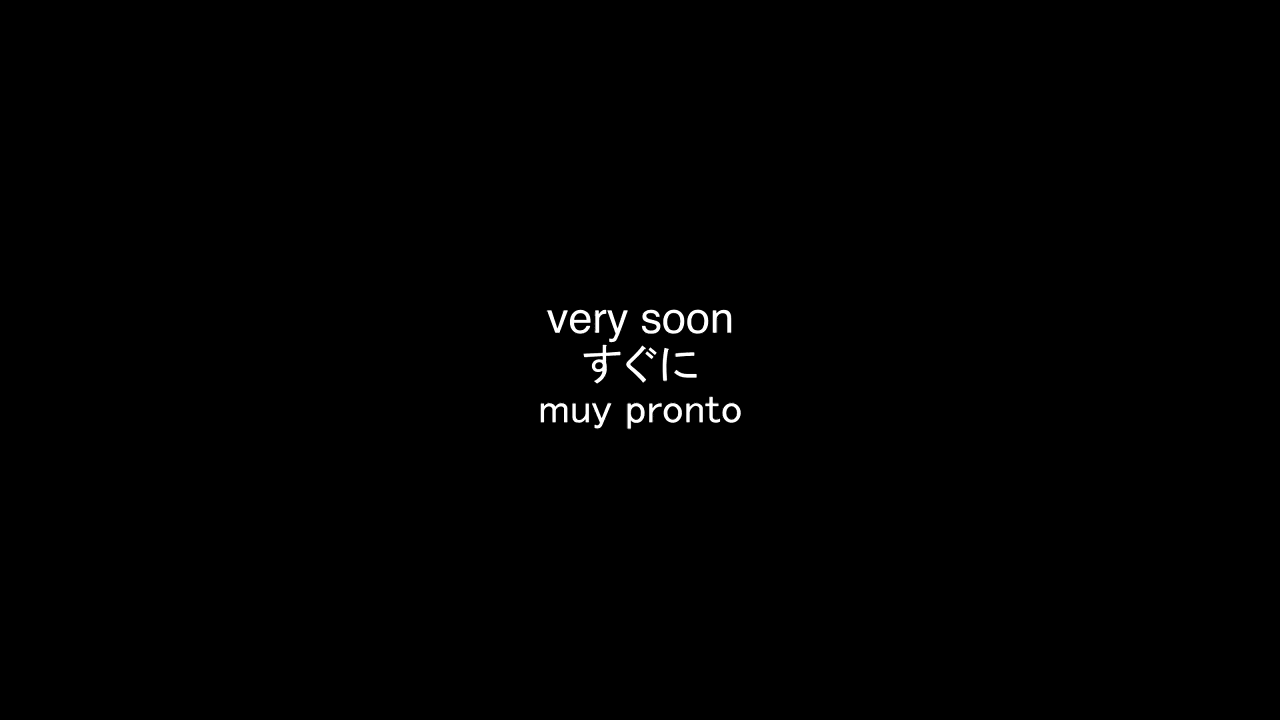 very soon
すぐに
muy pronto